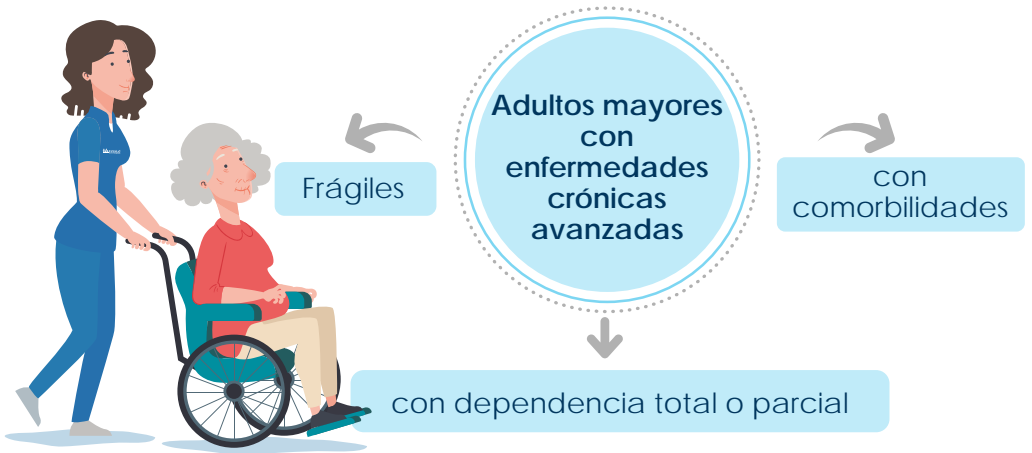 Adultos mayores
con
enfermedades
crónicas
avanzadas
Frágiles
con
comorbilidades
con dependencia total o parcial